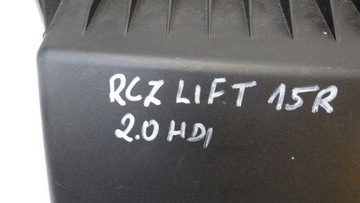 RCZ LIFT 15R
2.0 HDI